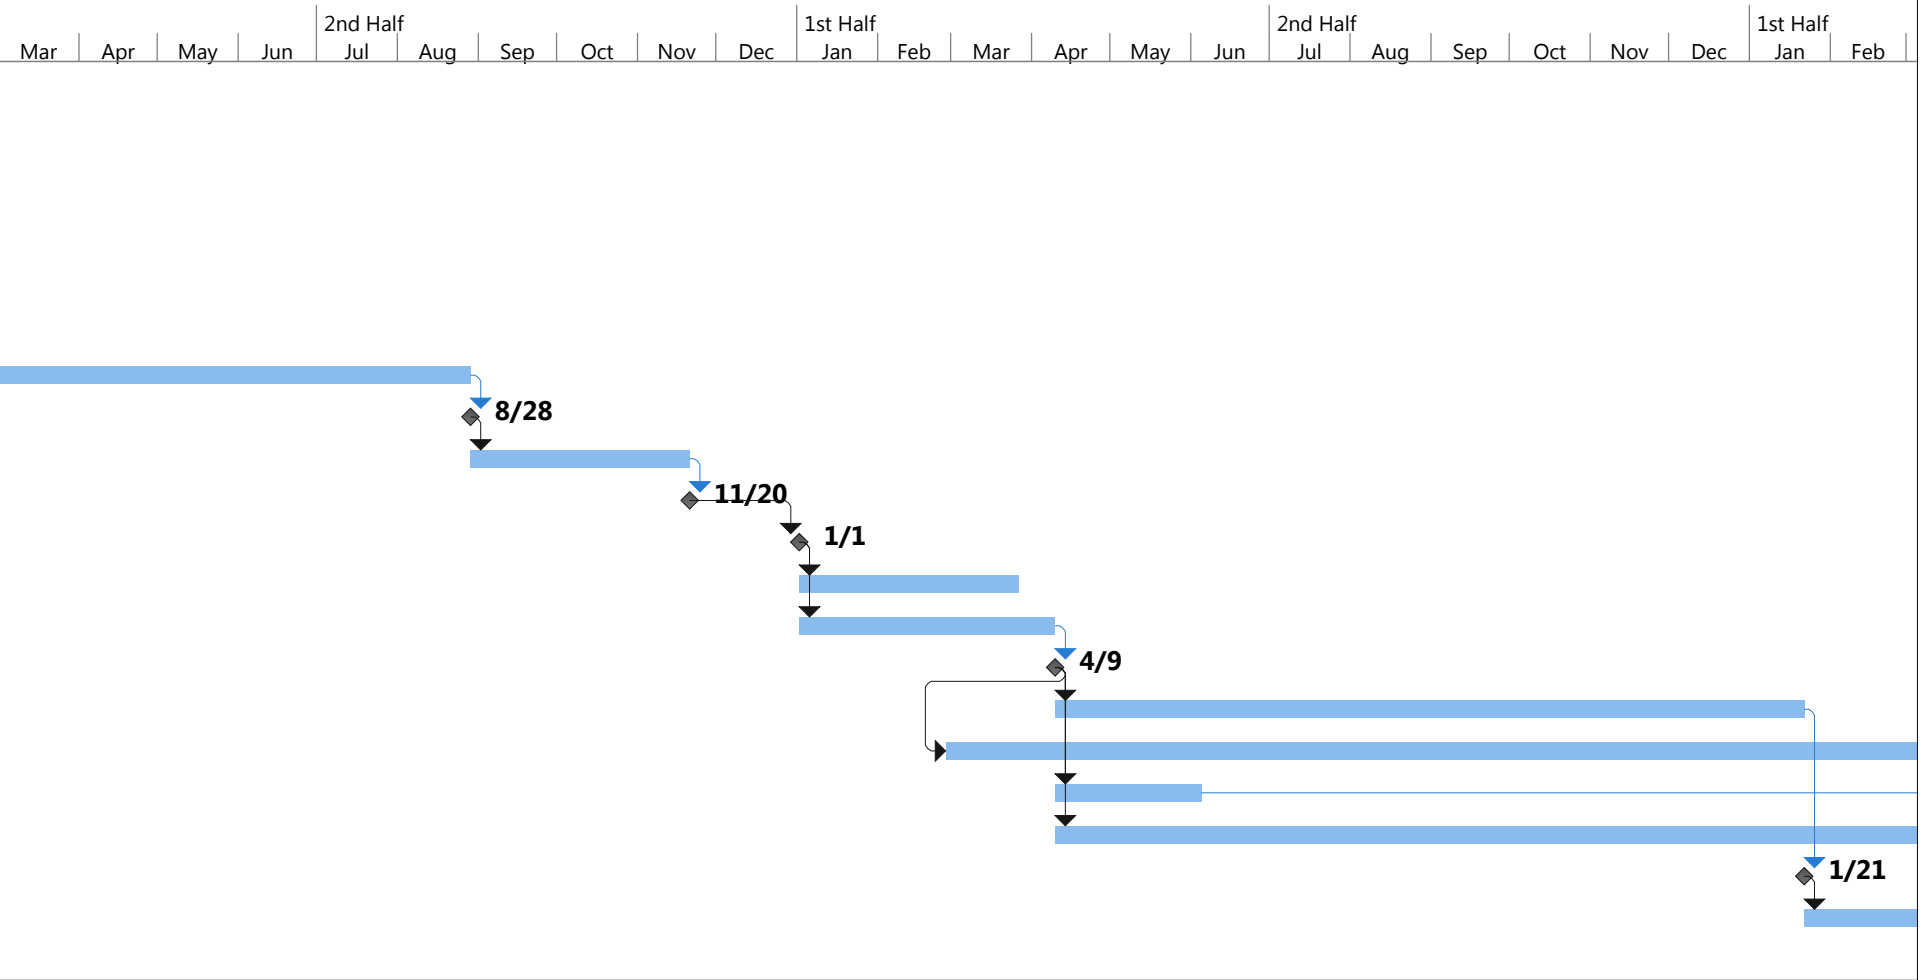 2nd Half 1st Half 2nd Half 1st Half
Mar Apr May Jun Jul Aug Sep Oct Nov Dec Jan Feb Mar Apr May Jun Jul Aug Sep Oct Nov Dec Jan Feb
8/28
11/20
1/1
4/9
1/21